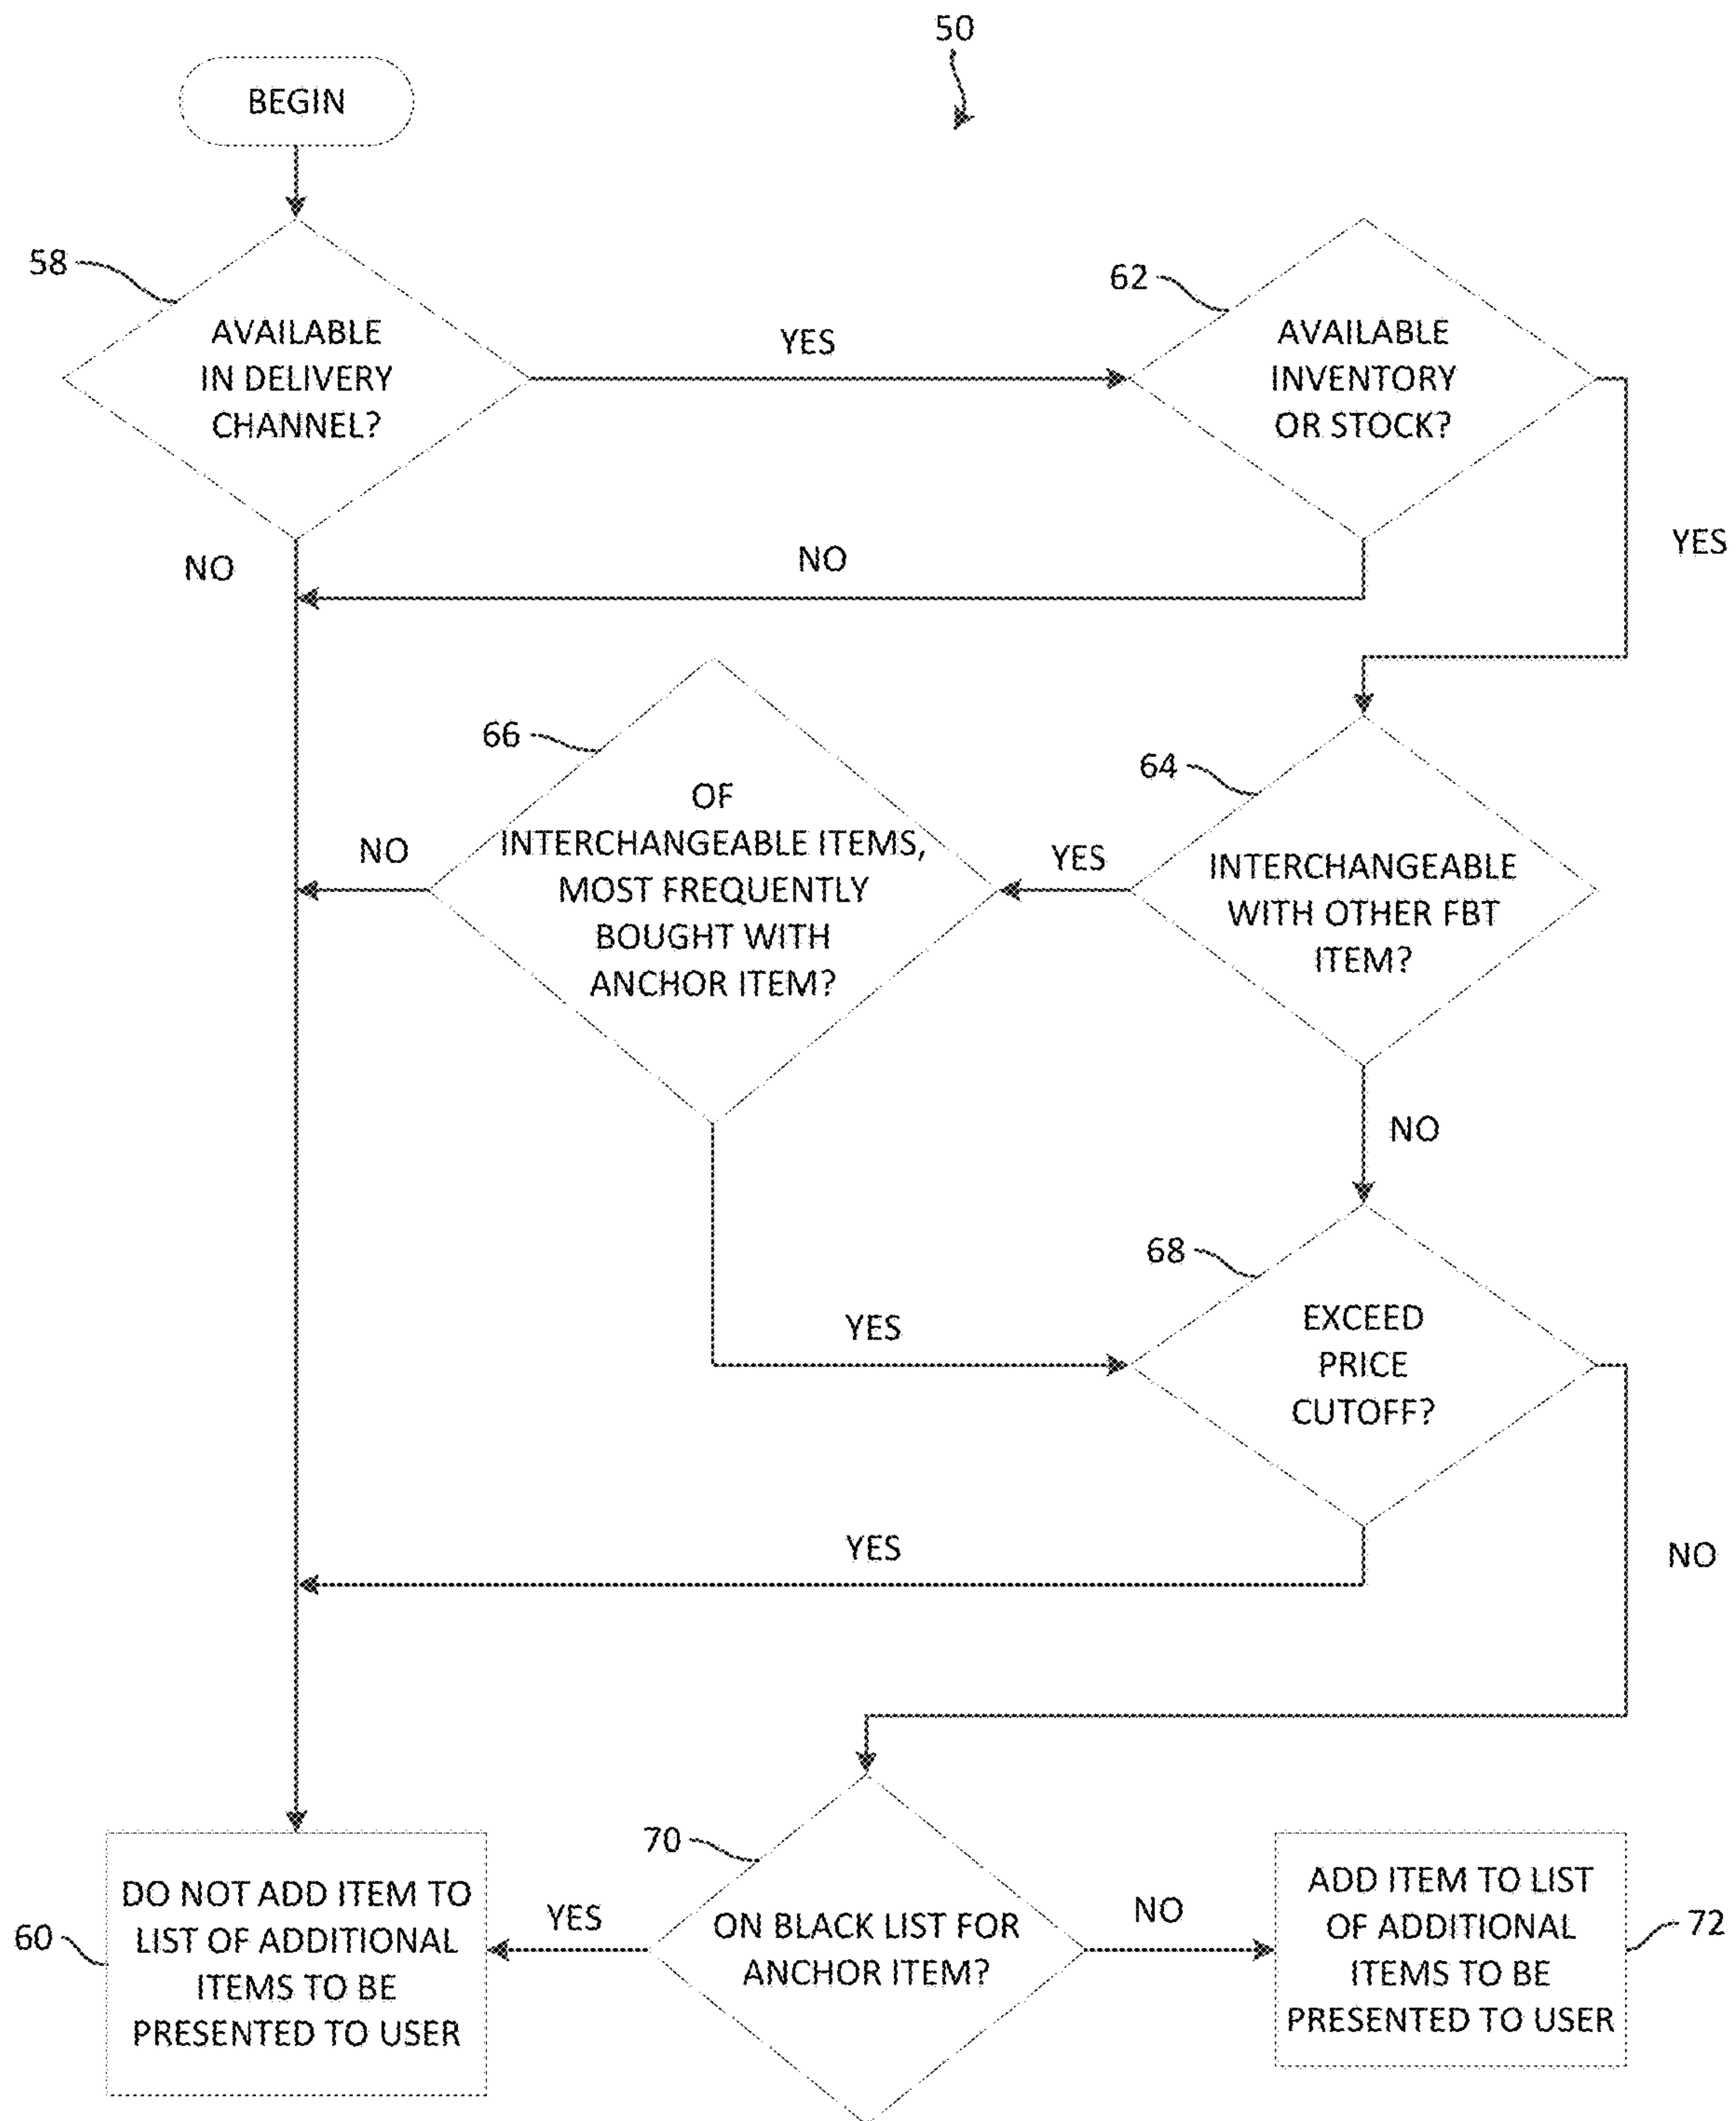 50
BEGIN
58
AVAILABLE
IN DELIVERY
CHANNEL?
YES
62
AVAILABLE
INVENTORY
OR STOCK?
YES
NO
NO
66
OF
INTERCHANGEABLE ITEMS,
MOST FREQUENTLY
BOUGHT WITH
ANCHOR ITEM?
NO
YES
64
INTERCHANGEABLE
WITH OTHER FBT
ITEM?
NO
68
EXCEED
PRICE
CUTOFF?
YES
YES
NO
60
DO NOT ADD ITEM TO
LIST OF ADDITIONAL
ITEMS TO BE
PRESENTED TO USER
YES
70
ON BLACK LIST FOR
ANCHOR ITEM?
NO
ADD ITEM TO LIST
OF ADDITIONAL
ITEMS TO BE
PRESENTED TO USER
72